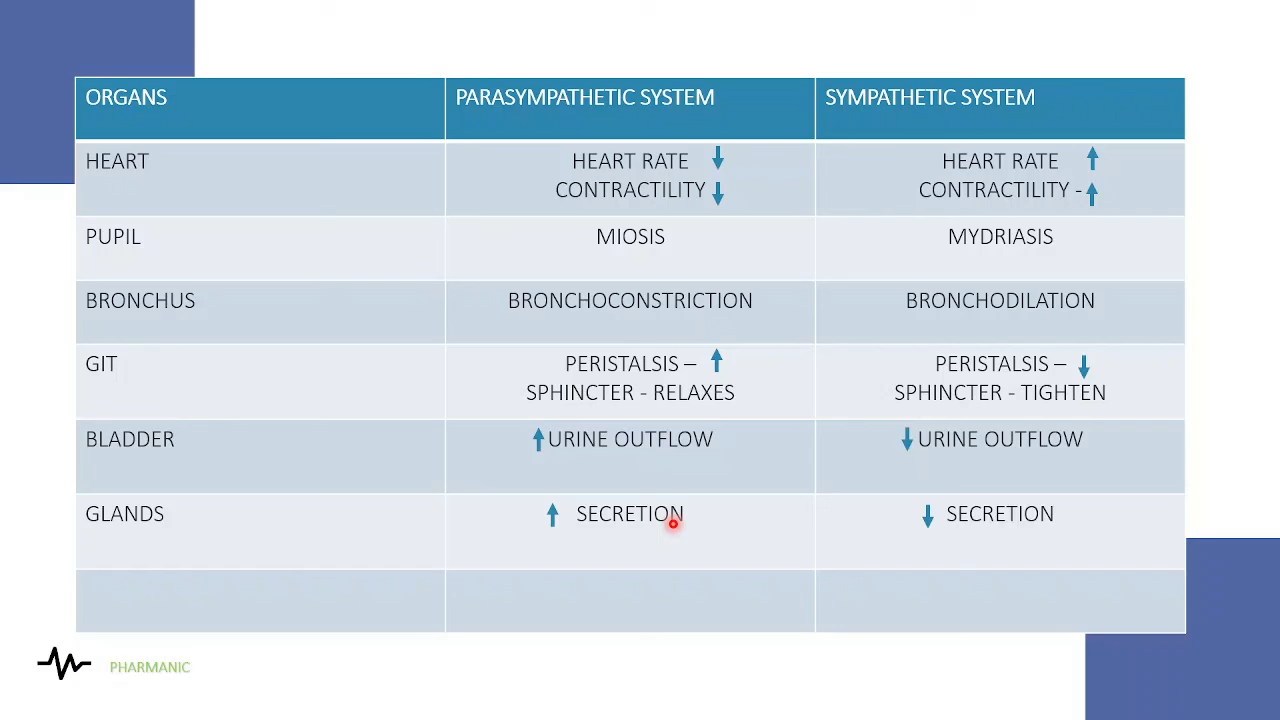 ORGANS
PARASYMPATHETIC SYSTEM
SYMPATHETIC SYSTEM
HEART
HEART RATE ↓
CONTRACTILITY ↓
HEART RATE ↑
CONTRACTILITY - ↑
PUPIL
MIOSIS
MYDRIASIS
BRONCHUS
BRONCHOCONSTRICTION
BRONCHODILATION
GIT
PERISTALSIS – ↑
SPHINCTER - RELAXES
PERISTALSIS – ↓
SPHINCTER - TIGHTEN
BLADDER
↑ URINE OUTFLOW
↓ URINE OUTFLOW
GLANDS
↑ SECRETION
↓ SECRETION
PHARMANIC